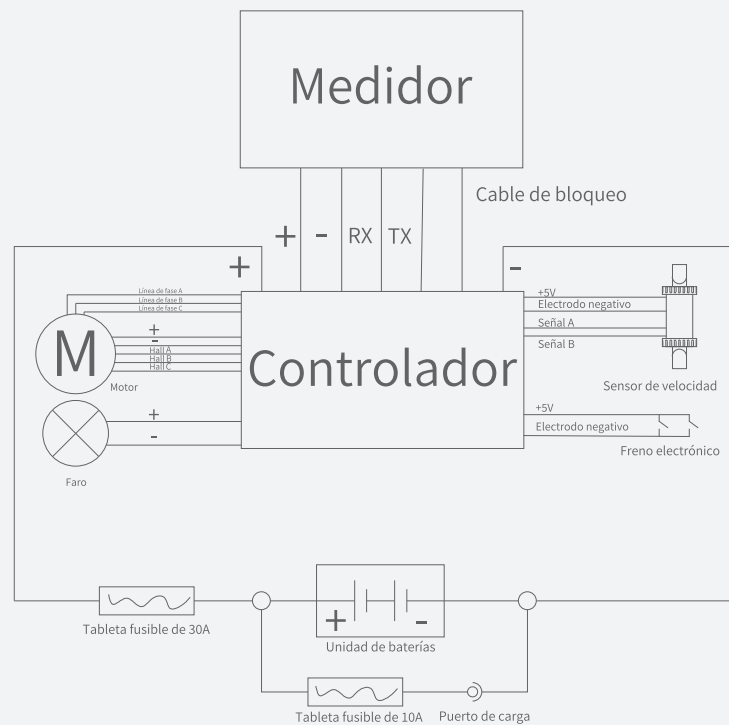 Medidor
Cable de bloqueo
+ - RX TX
+ -
Línea de fase A
Línea de fase B
Línea de fase C
M
+
-
Hall A
Hall B
Hall C
Motor
Controlador
+5V
Electrodo negativo
Señal A
Señal B
Sensor de velocidad
+
-
Faro
+5V
Electrodo negativo
Freno electrónico
Tableta fusible de 30A
+ -
Unidad de baterías
Tableta fusible de 10A
Puerto de carga